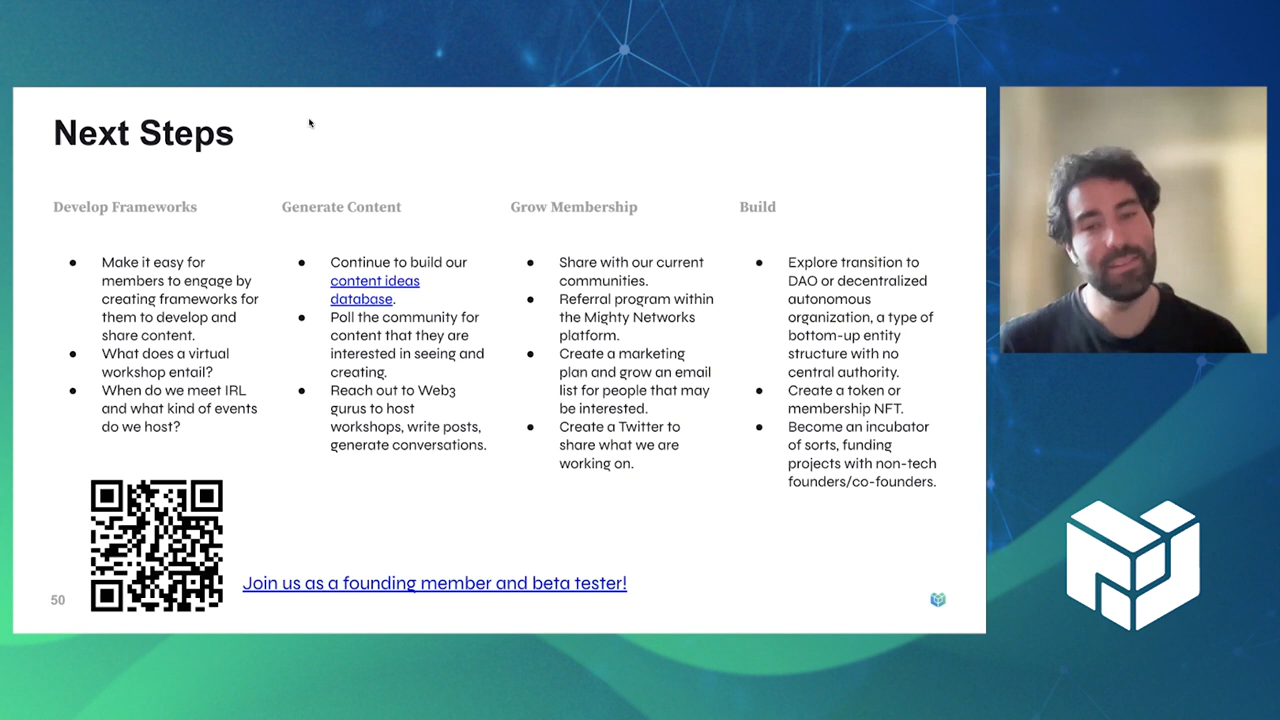 Next Steps
Develop Frameworks
● Make it easy for
members to engage by
creating frameworks for
them to develop and
share content.
● What does a virtual
workshop entail?
● When do we meet IRL
and what kind of events
do we host?
Generate Content
● Continue to build our
content ideas
database.
● Poll the community for
content that they are
interested in seeing and
creating.
● Reach out to Web3
gurus to host
workshops, write posts,
generate conversations.
Grow Membership
● Share with our current
communities.
● Referral program within
the Mighty Networks
platform.
● Create a marketing
plan and grow an email
list for people that may
be interested.
● Create a Twitter to
share what we are
working on.
Build
● Explore transition to
DAO or decentralized
autonomous
organization, a type of
bottom-up entity
structure with no
central authority.
● Create a token or
membership NFT.
● Become an incubator
of sorts, funding
projects with non-tech
founders/co-founders.
Join us as a founding member and beta tester!
50